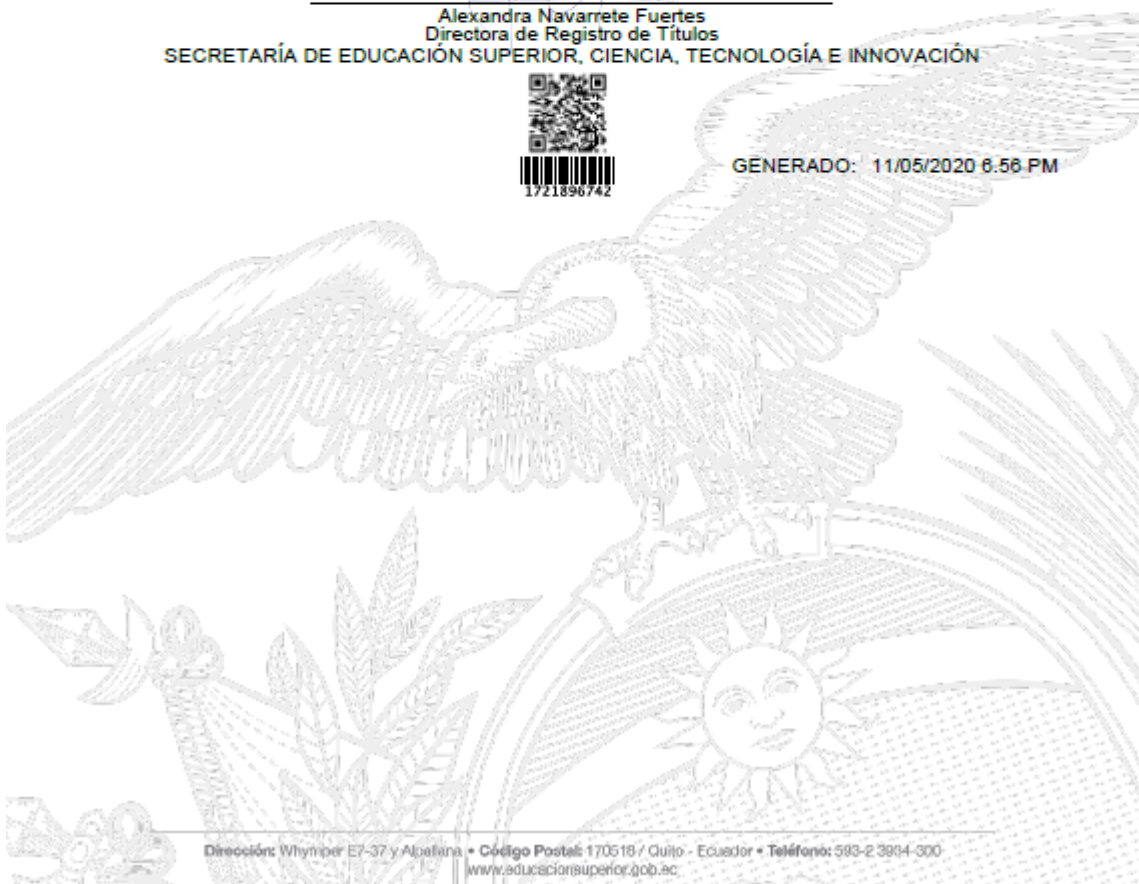 Alexandra Navarrete Fuertes
Directora de Registro de Títulos
SECRETARÍA DE EDUCACIÓN SUPERIOR, CIENCIA, TECNOLOGÍA E INNOVACIÓN
1721896742
GENERADO: 11/05/2020 6.56 PM
Dirección: Whymper E7-37 y Alpallana • Código Postal: 170518 / Quito - Ecuador • Teléfono: 593-2 3934-300
www.educacionsuperior.gob.ec